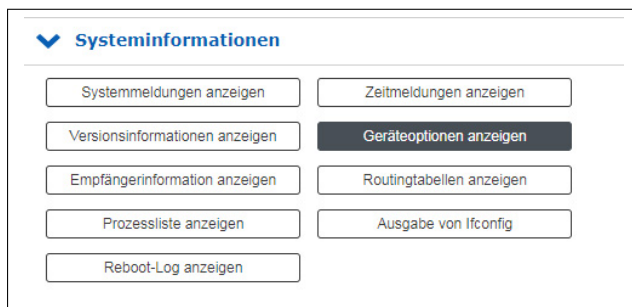 Systeminformationen
Systemmeldungen anzeigen
Zeitmeldungen anzeigen
Versionsinformationen anzeigen
Geräteoptionen anzeigen
Empfängerinformation anzeigen
Routingtabellen anzeigen
Prozessliste anzeigen
Ausgabe von Ifconfig
Reboot-Log anzeigen